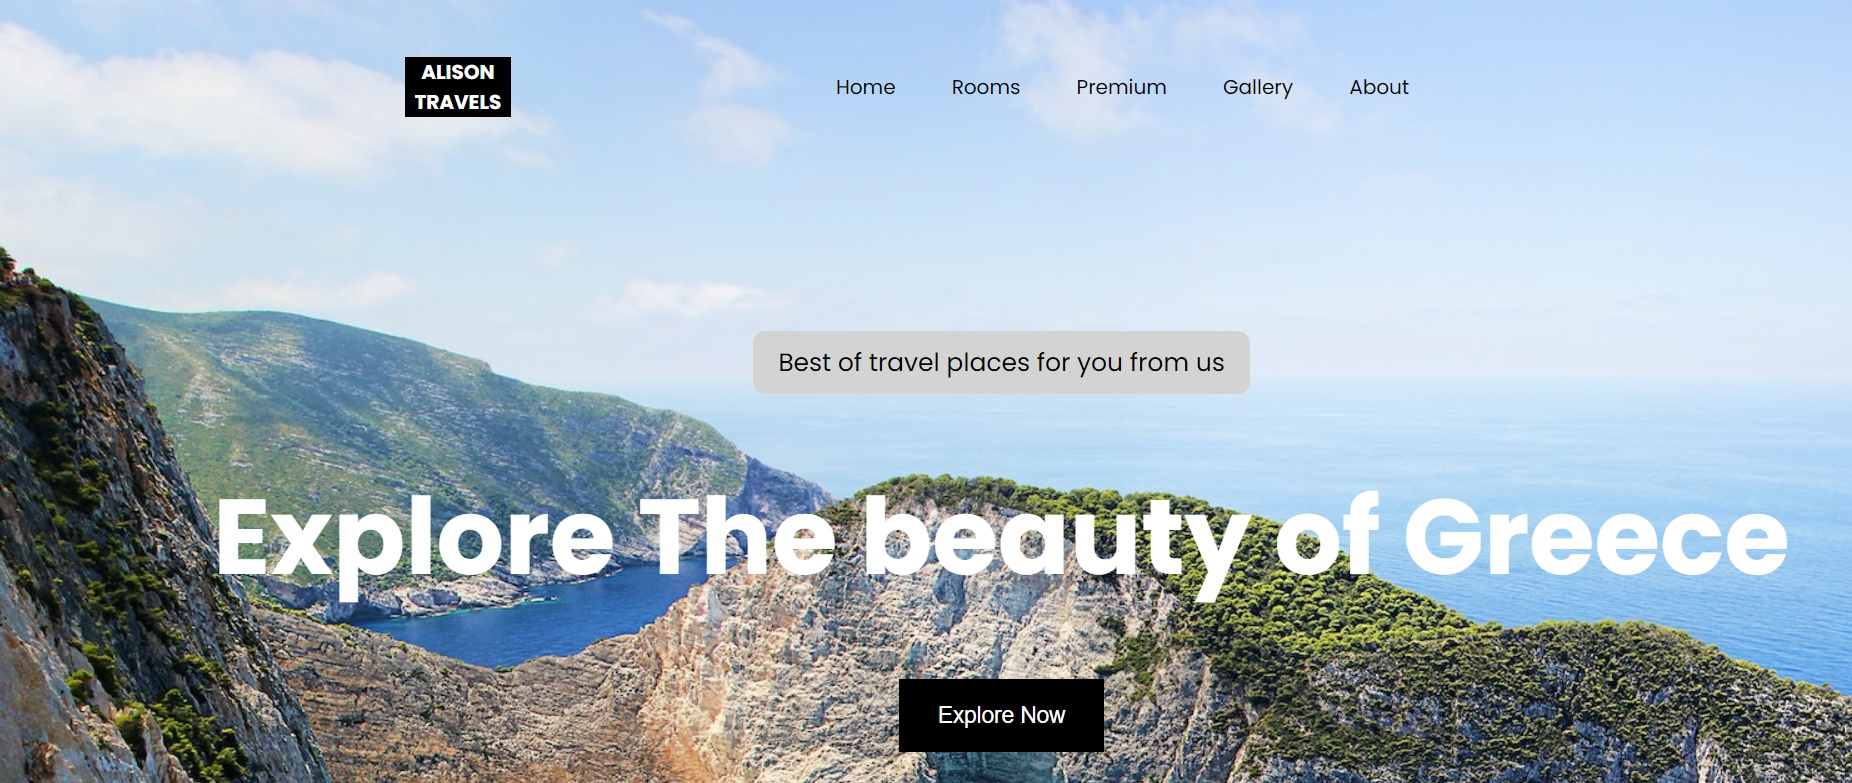 ALISON
TRAVELS
Home Rooms Premium Gallery About
Best of travel places for you from us
Explore The beauty of Greece
Explore Now